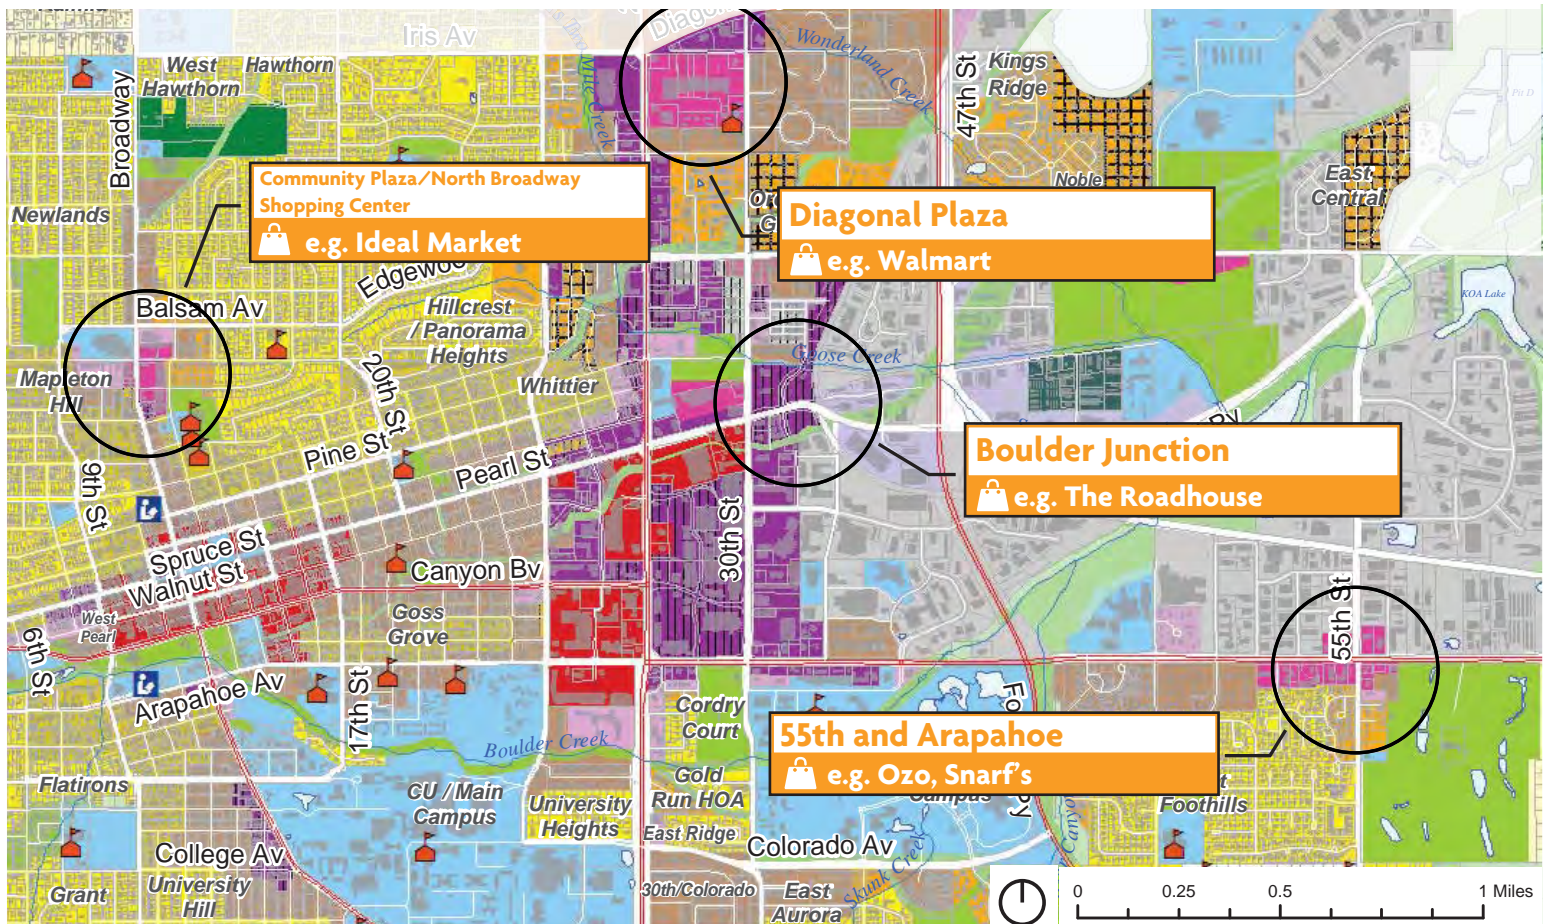 Iris Av
Diagon
Wonderland Creek
47th St
Kings
Ridge
Pit D
West
Hawthorn
Hawthorn
Broadway
Newlands
Community Plaza/North Broadway
Shopping Center
e.g. Ideal Market
Noble
East
Central
Diagonal Plaza
e.g. Walmart
Edgewoo
Balsam Av
Hillcrest
/ Panorama
Heights
KOA Lake
Goose Creek
Mapleton
Hill
20th St
Whittier
Pine St
Pearl St
Boulder Junction
e.g. The Roadhouse
9th St
30th St
Spruce St
Walnut St
Canyon Bv
West
Pearl
Goss
Grove
55th St
6th St
Arapahoe Av
17th St
Cordry
Court
Fo
55th and Arapahoe
e.g. Ozo, Snarf's
Boulder Creek
Flatirons
CU / Main
Campus
University
Heights
Gold
Run HOA
Campus
Foothills
East Ridge
College Av
Colorado Av
University
Hill
Grant
30th/Colorado
East
Aurora
Skunk Creek
0 0.25 0.5 1 Miles